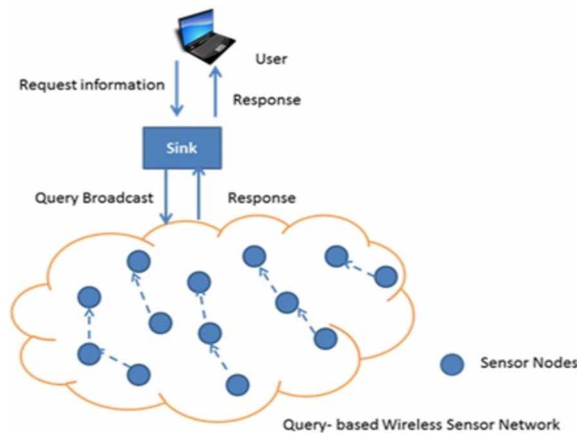 User
Request information
Response
Sink
Query Broadcast
Response
Sensor Nodes
Query- based Wireless Sensor Network